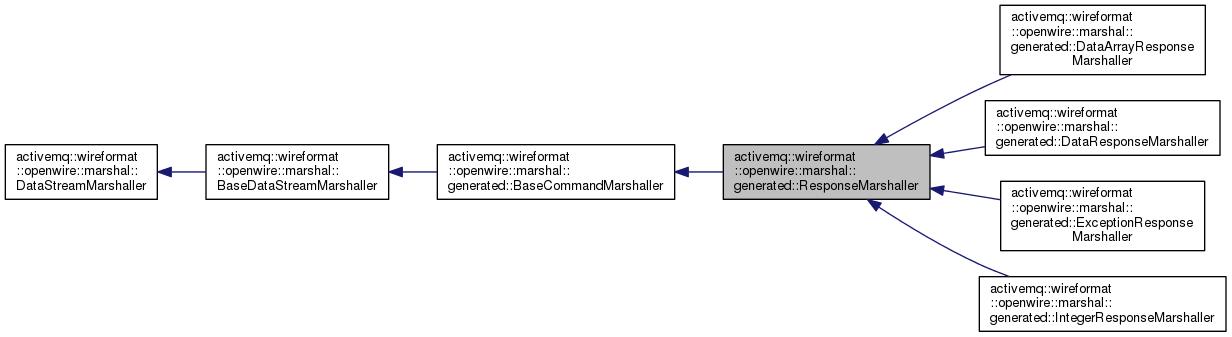 activemq::wireformat
::openwire::marshal::
DataStreamMarshaller
activemq::wireformat
::openwire::marshal::
BaseDataStreamMarshaller
activemq::wireformat
::openwire::marshal::
generated::BaseCommandMarshaller
activemq::wireformat
::openwire::marshal::
generated::ResponseMarshaller
activemq::wireformat
::openwire::marshal::
generated::DataArrayResponse
Marshaller
activemq::wireformat
::openwire::marshal::
generated::DataResponseMarshaller
activemq::wireformat
::openwire::marshal::
generated::ExceptionResponse
Marshaller
activemq::wireformat
::openwire::marshal::
generated::IntegerResponseMarshaller